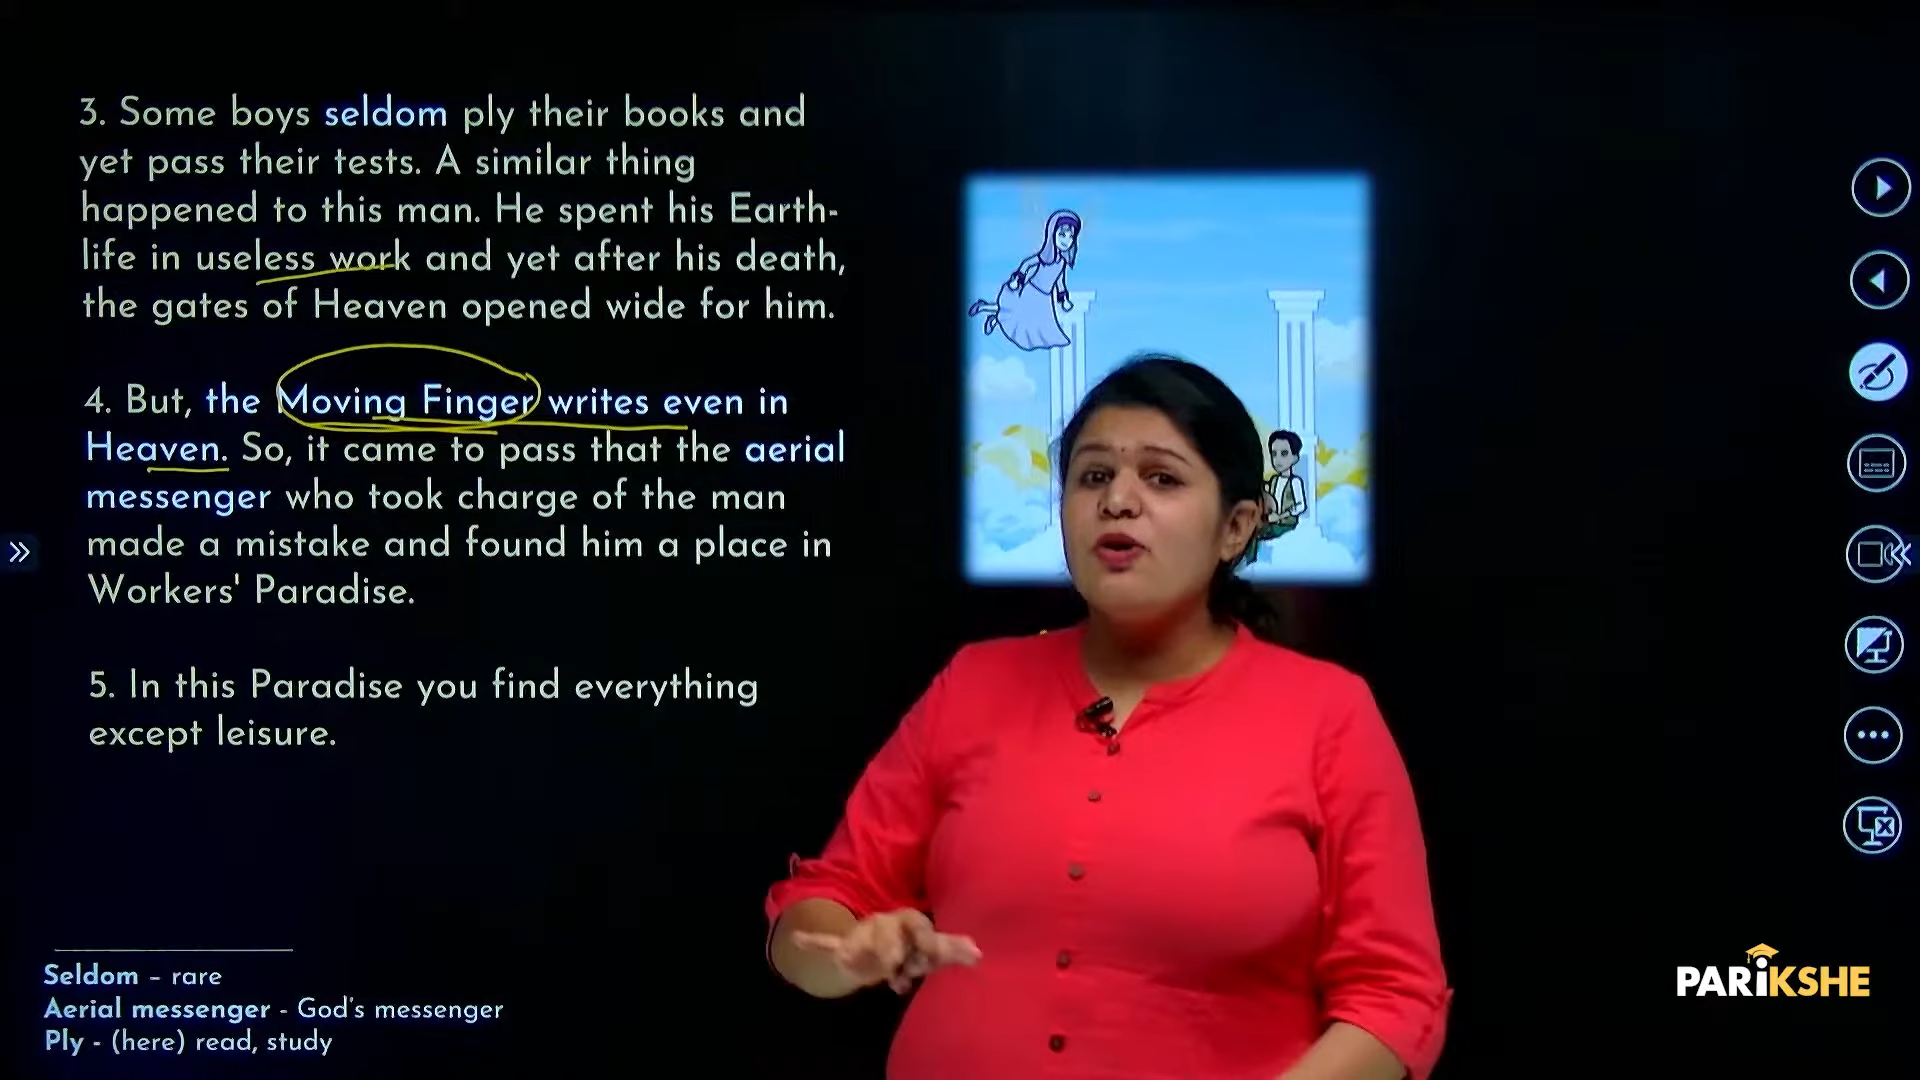 3. Some boys seldom ply their books and
yet pass their tests. A similar thing
happened to this man. He spent his Earth-
life in useless work and yet after his death,
the gates of Heaven opened wide for him.
4. But, the Moving Finger writes even in
Heaven. So, it came to pass that the aerial
messenger who took charge of the man
made a mistake and found him a place in
Workers' Paradise.
5. In this Paradise you find everything
except leisure.
Seldom – rare
Aerial messenger - God's messenger
Ply - (here) read, study
PARiKSHE